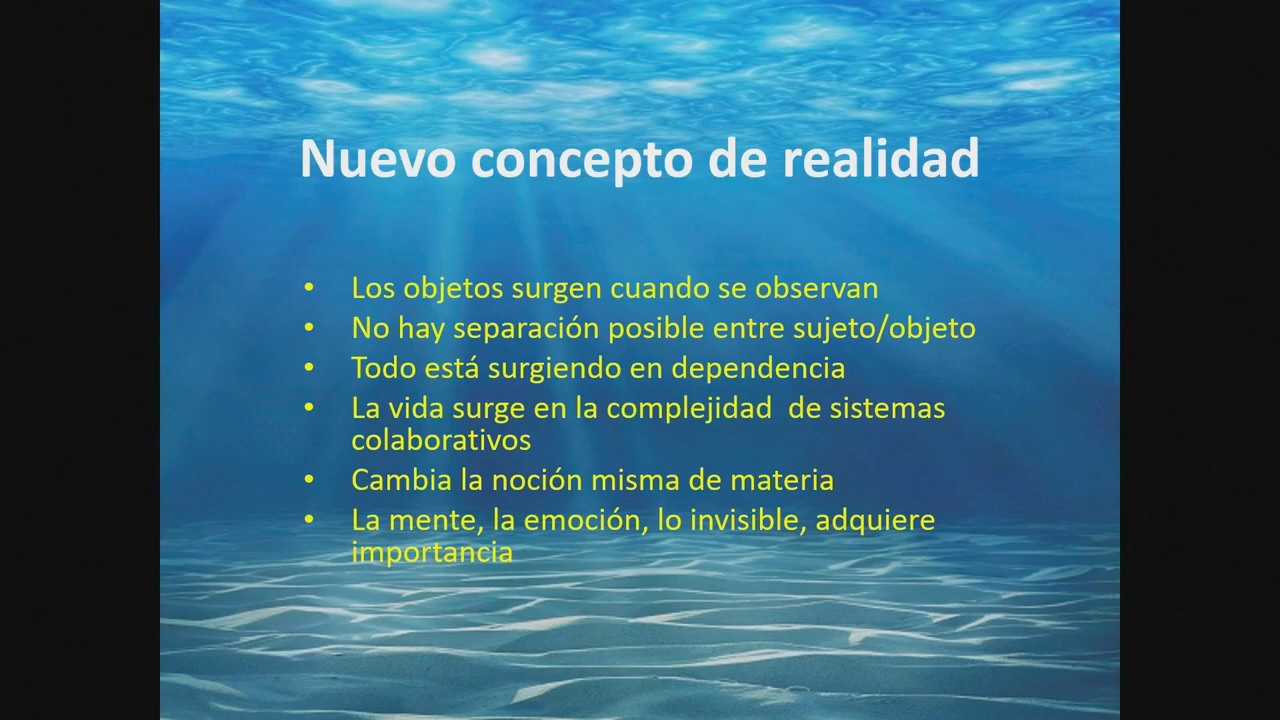 Nuevo concepto de realidad
• Los objetos surgen cuando se observan
• No hay separación posible entre sujeto/objeto
• Todo está surgiendo en dependencia
• La vida surge en la complejidad  de sistemas
colaborativos
• Cambia la noción misma de materia
• La mente, la emoción, lo invisible, adquiere
importancia